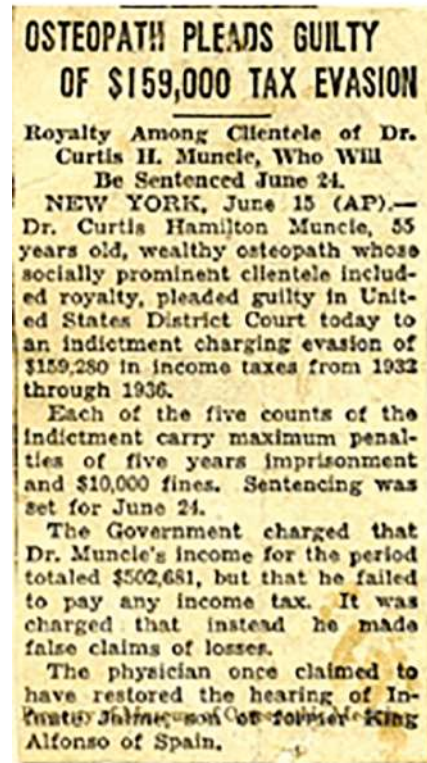 OSTEOPATH PLEADS GUILTY
OF $159,000 TAX EVASION
Royalty Among Clientele of Dr.
Curtis H. Muncie, Who Will
Be Sentenced June 24.
NEW YORK, June 15 (AP).—
Dr. Curtis Hamilton Muncie, 55
years old, wealthy osteopath whose
socially prominent clientele includ-
ed royalty, pleaded guilty in Unit-
ed States District Court today to
an indictment charging evasion of
$159,280 in income taxes from 1932
through 1936.
Each of the five counts of the
indictment carry maximum penal-
ties of five years imprisonment
and $10,000 fines. Sentencing was
set for June 24.
The Government charged that
Dr. Muncie's income for the period
totaled $502,681, but that he failed
to pay any income tax. It was
charged that instead he made
false claims of losses.
The physician once claimed to
have restored the hearing of In-
Jaime, son of former King
Alfonso of Spain.